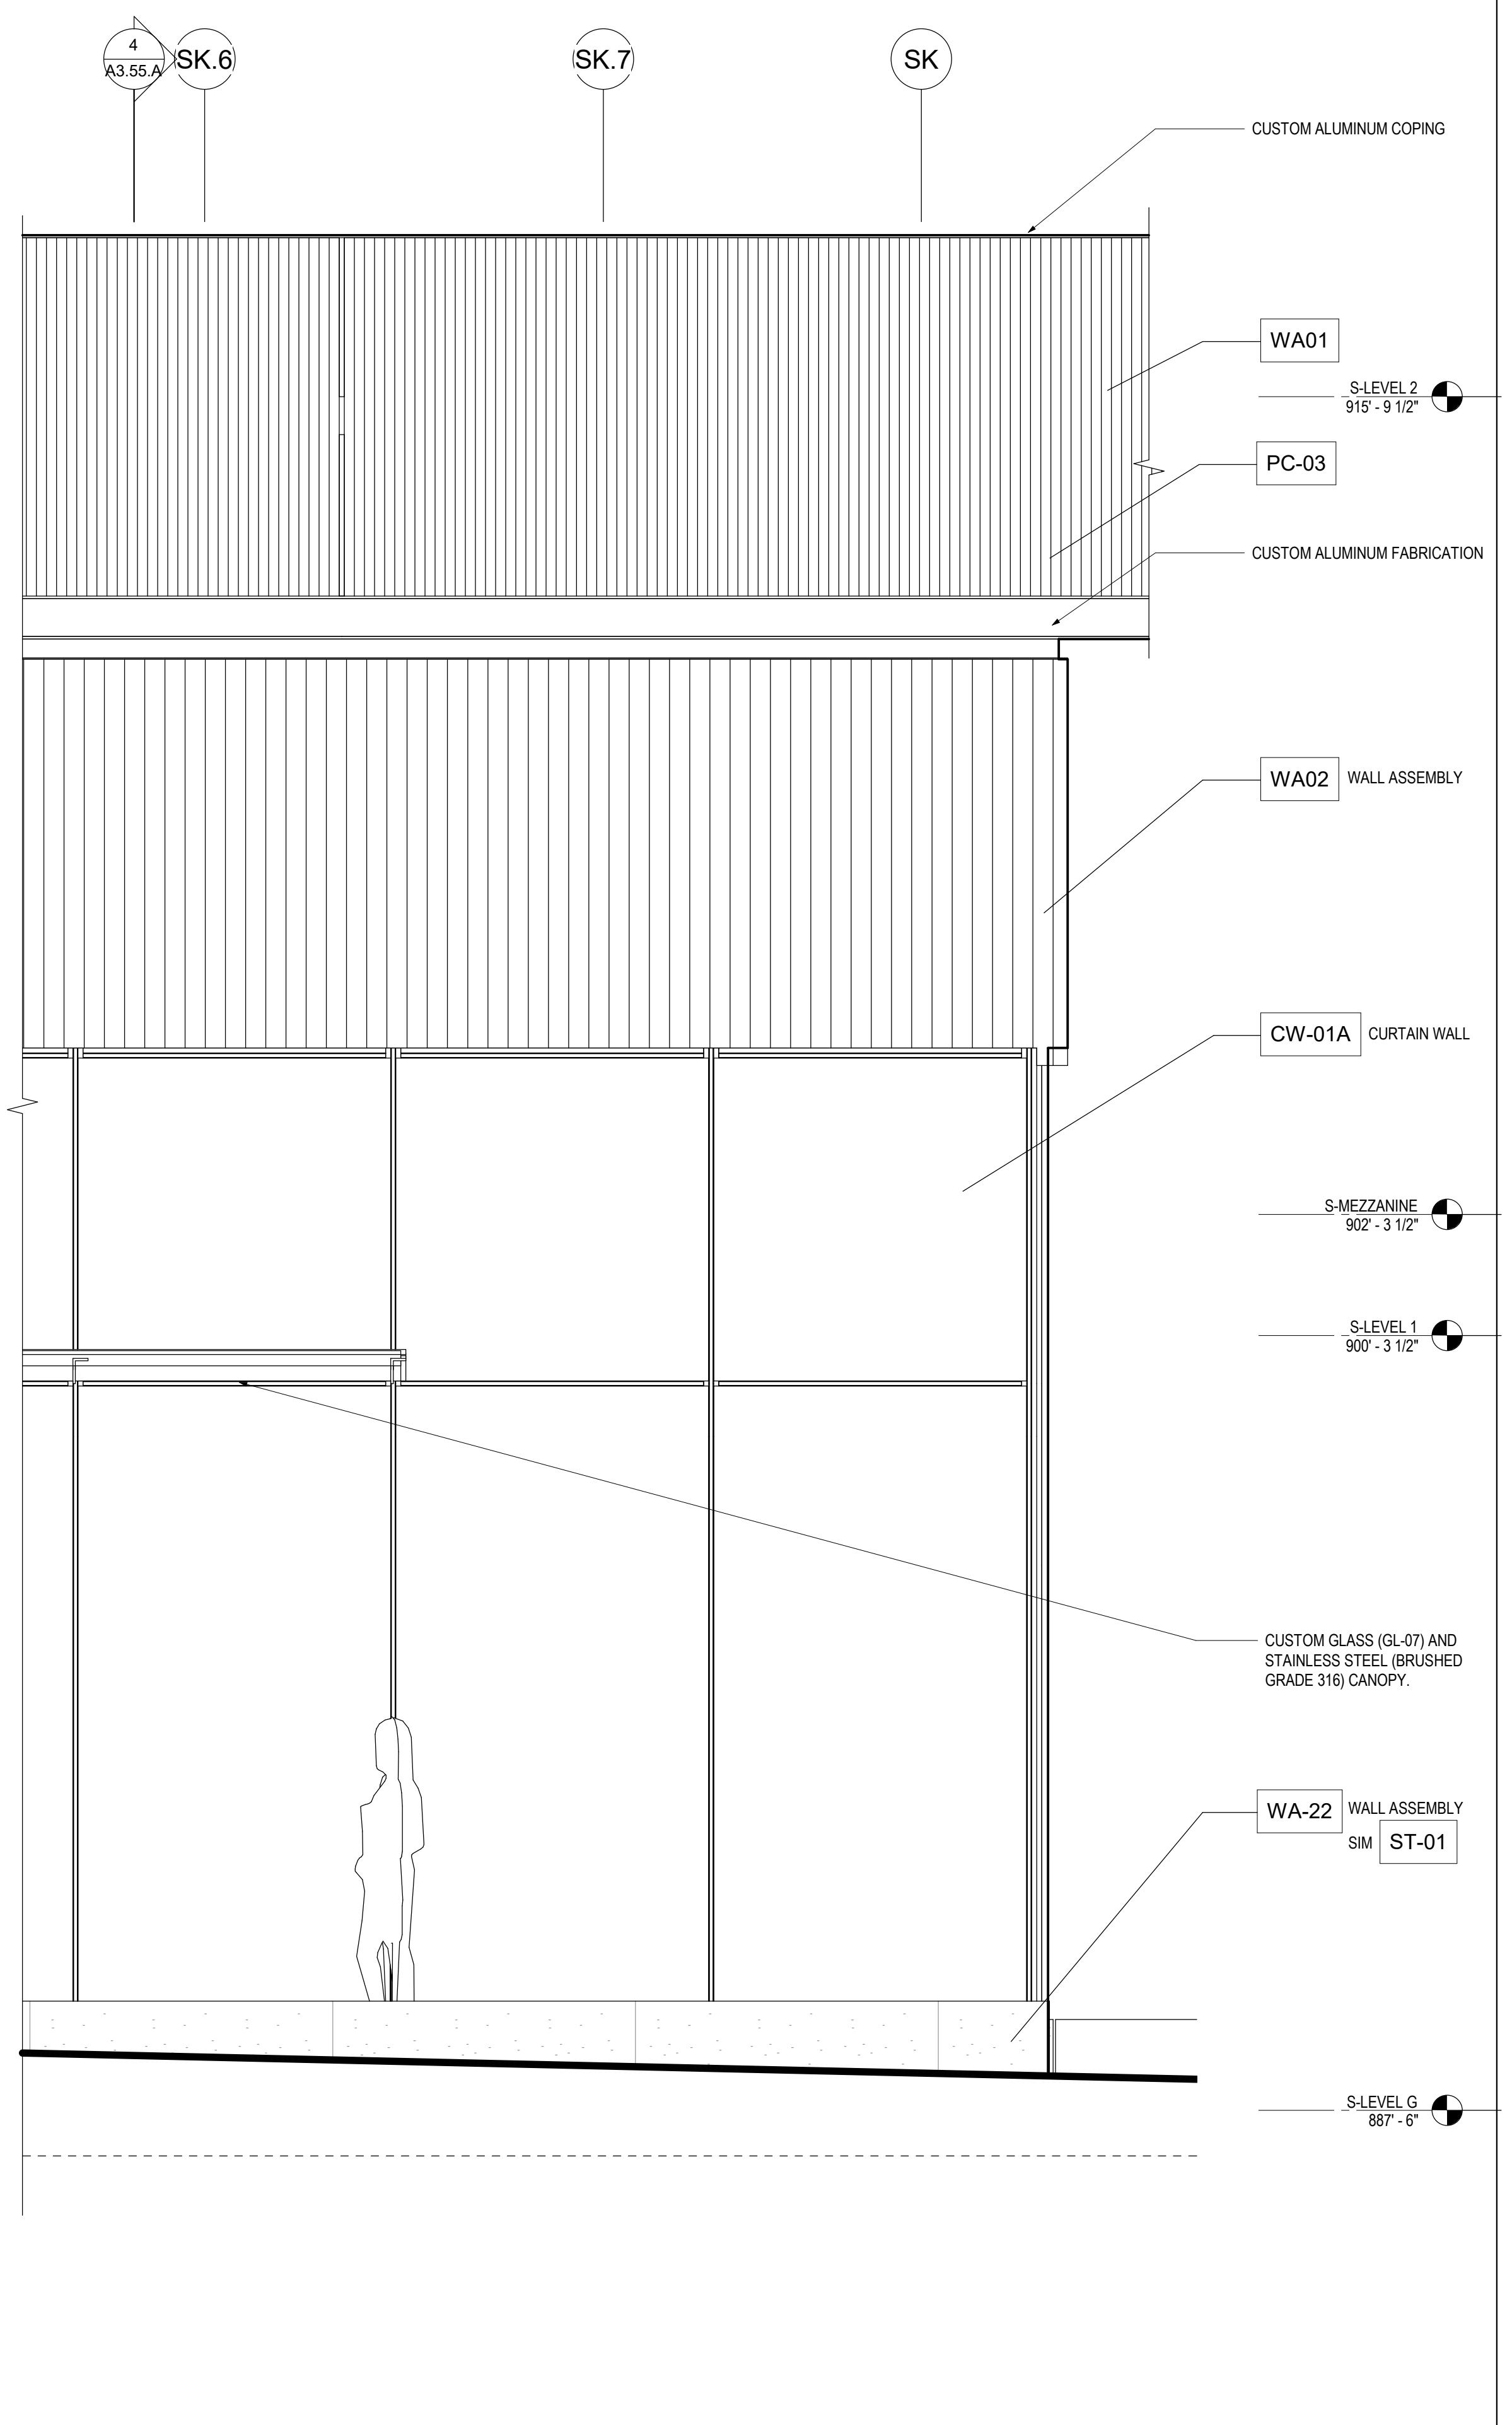 4
A3.55.A
SK.6
SK.7
SK
CUSTOM ALUMINUM COPING
WA01
S-LEVEL 2
915' - 9 1/2"
PC-03
CUSTOM ALUMINUM FABRICATION
WA02 WALL ASSEMBLY
CW-01A CURTAIN WALL
S-MEZZANINE
902' - 3 1/2"
S-LEVEL 1
900' - 3 1/2"
CUSTOM GLASS (GL-07) AND
STAINLESS STEEL (BRUSHED
GRADE 316) CANOPY.
WA-22 WALL ASSEMBLY
SIM ST-01
S-LEVEL G
887' - 6"